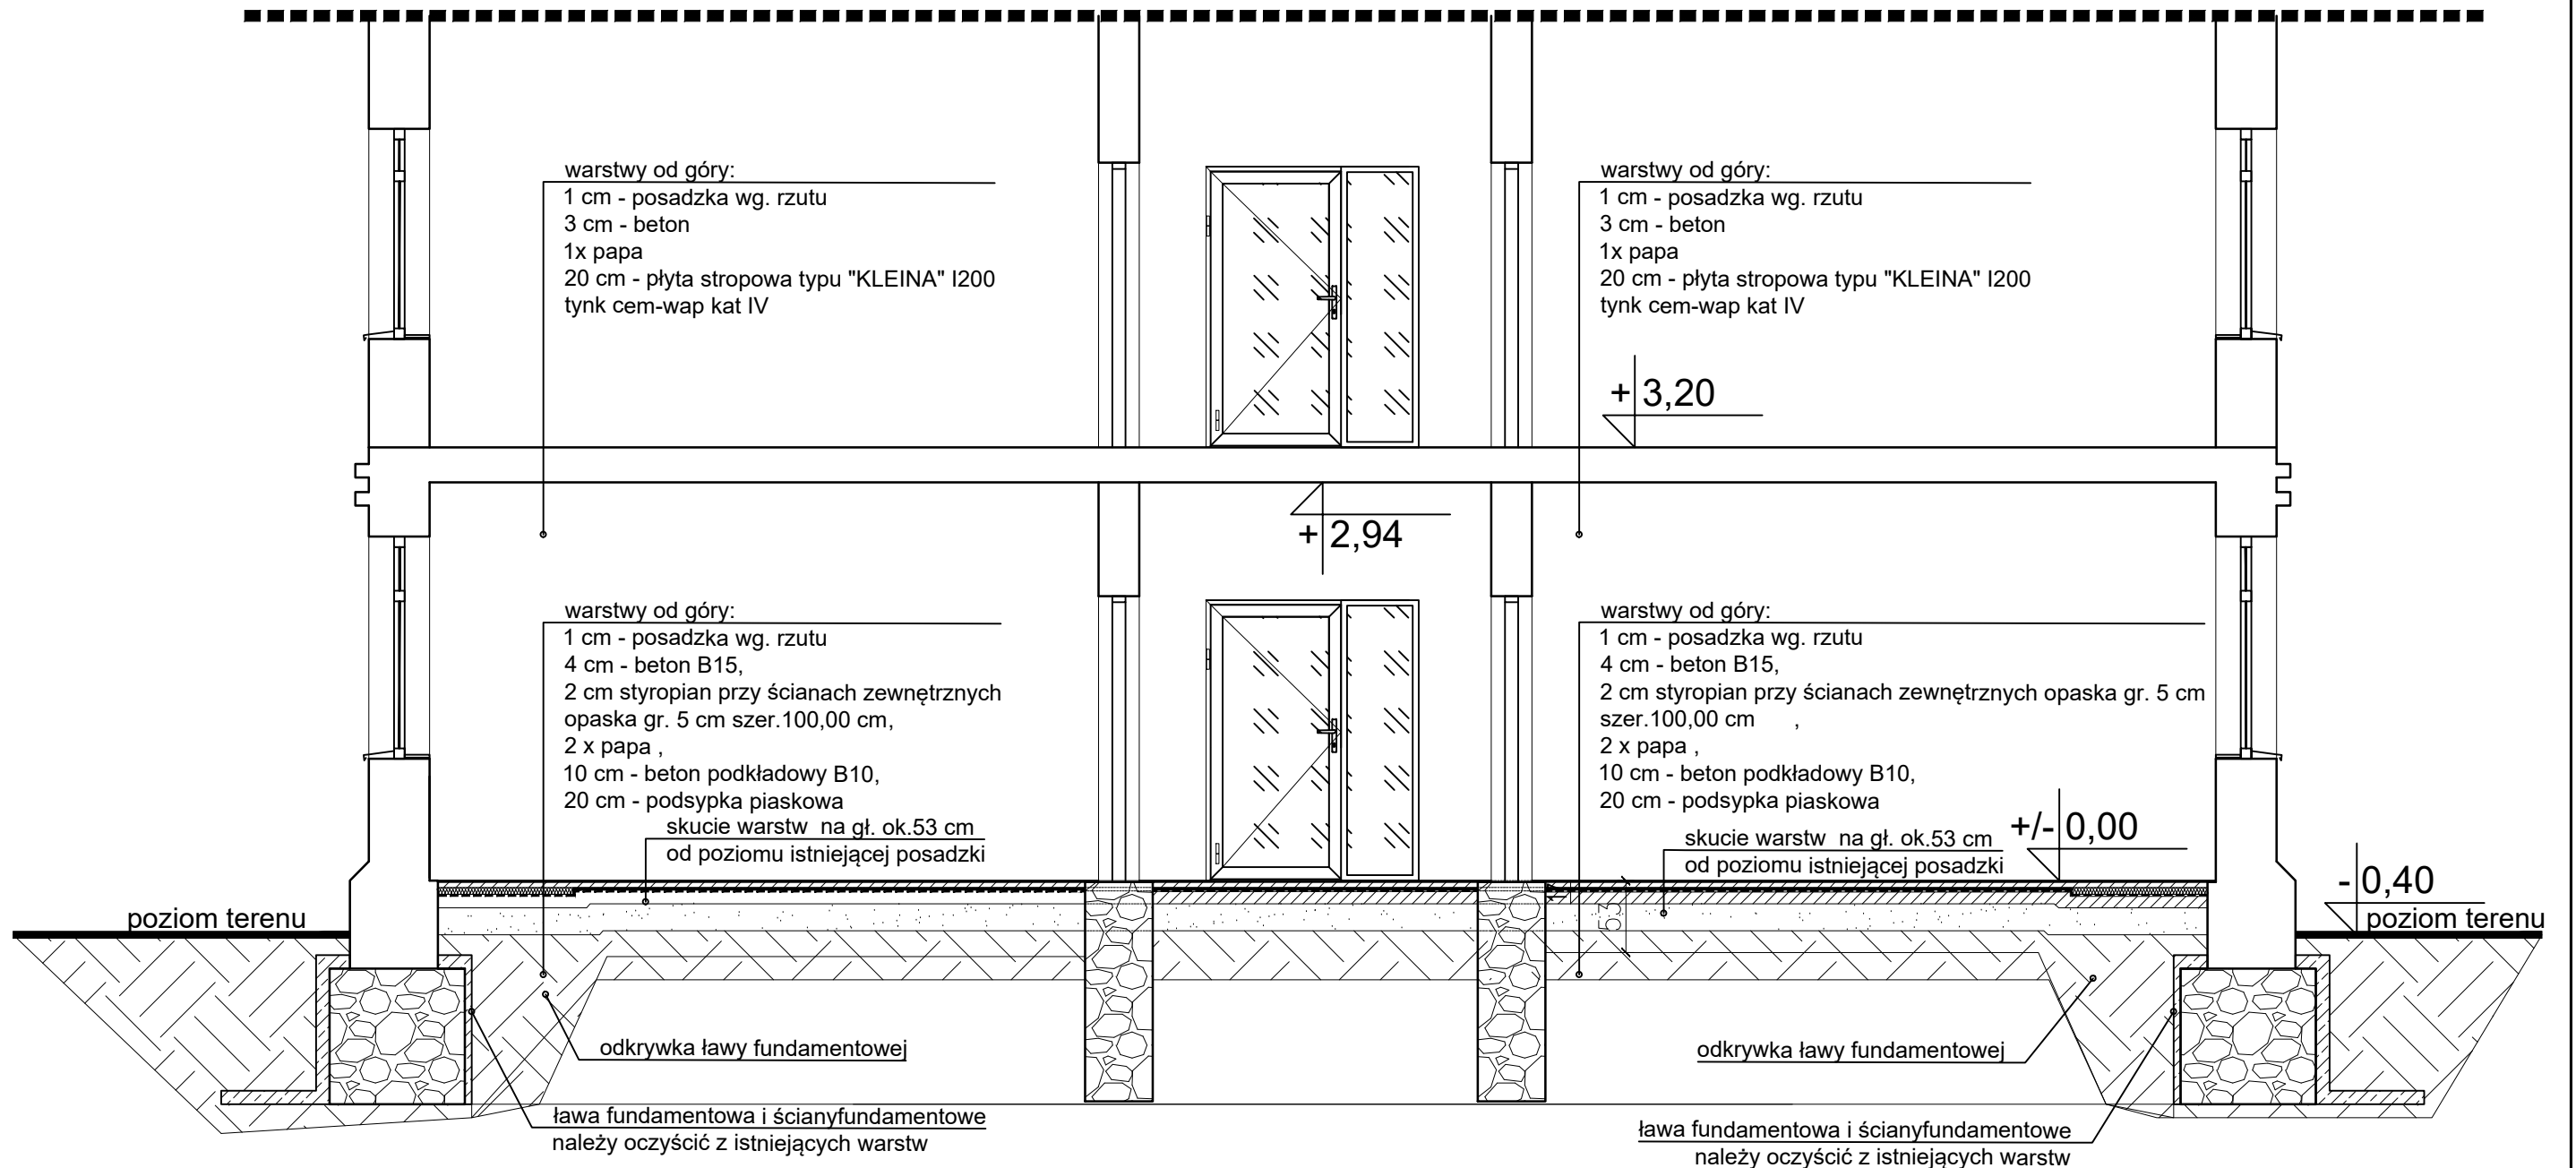 warstwy od góry:
1 cm - posadzka wg. rzutu
3 cm - beton
1x papa
20 cm - płyta stropowa typu "KLEINA" I200
tynk cem-wap kat IV
warstwy od góry:
1 cm - posadzka wg. rzutu
3 cm - beton
1x papa
20 cm - płyta stropowa typu "KLEINA" I200
tynk cem-wap kat IV
+ 3,20
+ 2,94
warstwy od góry:
1 cm - posadzka wg. rzutu
4 cm - beton B15,
2 cm styropian przy ścianach zewnętrznych
opaska gr. 5 cm szer.100,00 cm,
2 x papa ,
10 cm - beton podkładowy B10,
20 cm - podsypka piaskowa
skucie warstw na gł. ok.53 cm
od poziomu istniejącej posadzki
warstwy od góry:
1 cm - posadzka wg. rzutu
4 cm - beton B15,
2 cm styropian przy ścianach zewnętrznych opaska gr. 5 cm
szer.100,00 cm ,
2 x papa ,
10 cm - beton podkładowy B10,
20 cm - podsypka piaskowa
skucie warstw na gł. ok.53 cm
od poziomu istniejącej posadzki
+/- 0,00
- 0,40
poziom terenu
poziom terenu
53
odkrywka ławy fundamentowej
odkrywka ławy fundamentowej
ława fundamentowa i ścianyfundamentowe
należy oczyścić z istniejących warstw
ława fundamentowa i ścianyfundamentowe
należy oczyścić z istniejących warstw